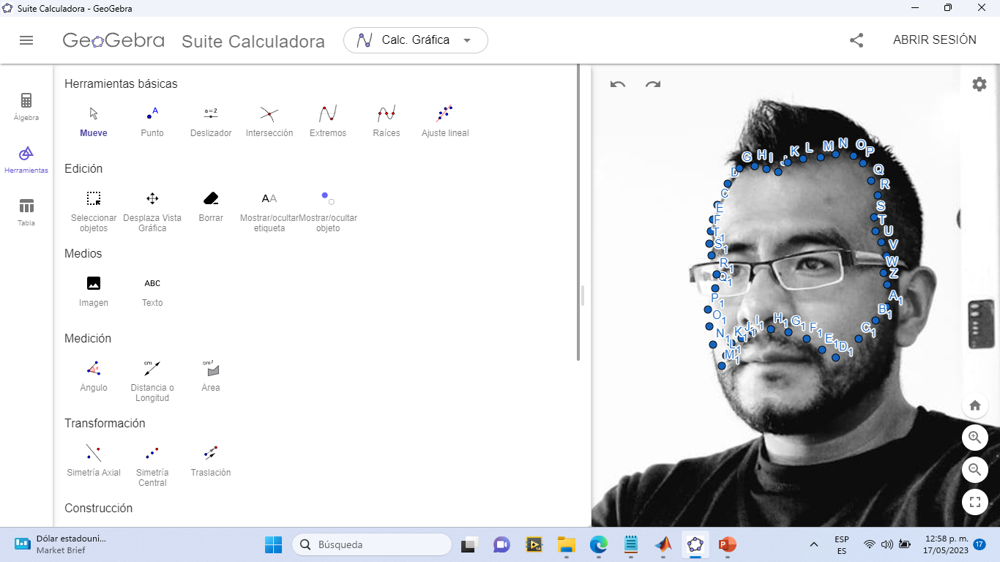 Suite Calculadora - GeoGebra
GeoGebra Suite Calculadora Calc. Gráfica ABRIR SESIÓN
Álgebra
Herramientas
Tabla
Herramientas básicas
a=2
Mueve Punto Deslizador Intersección Extremos Raíces Ajuste lineal
Edición
AA
Seleccionar objetos
Desplaza Vista Gráfica
Borrar
Mostrar/ocultar etiqueta
Mostrar/ocultar objeto
Medios
ABC
Imagen Texto
Medición
cm cm²
Ángulo
Distancia o Longitud
Área
Transformación
Simetría Axial
Simetría Central
Traslación
Construcción
G H I J K L M N O P
D Q
C R
E S
F T
T₁ U
S₁ V
R₁ W
Q₁ Z
P₁ A₁
O₁ B₁
N₁ K₁ J₁ I₁ H₁ G₁ F₁ E₁ D₁ C₁
L₁
M₁
Dólar estadouni...
Market Brief
Búsqueda
ESP
ES
12:58 p. m.
17/05/2023
17